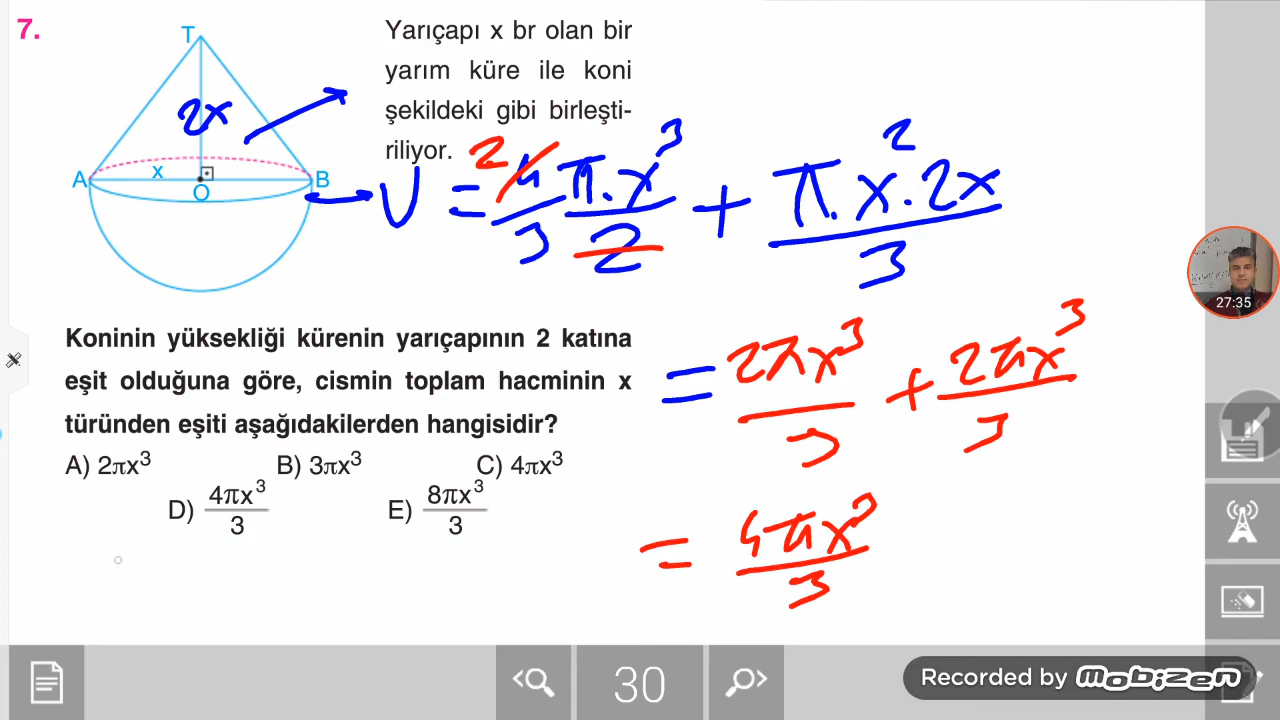 7.
T
2x
A
x
O
B
Yarıçapı x br olan bir
yarım küre ile koni
şekildeki gibi birleşti-
riliyor.
V = 2 4/3 π.x³/2 + π.x².2x/3
= 2πx³/3 + 2πx³/3
= 4πx³/3
Koninin yüksekliği kürenin yarıçapının 2 katına
eşit olduğuna göre, cismin toplam hacminin x
türünden eşiti aşağıdakilerden hangisidir?
A) 2πx³ B) 3πx³ C) 4πx³
D) 4πx³/3 E) 8πx³/3
27:35
30
Recorded by MOBIZEN